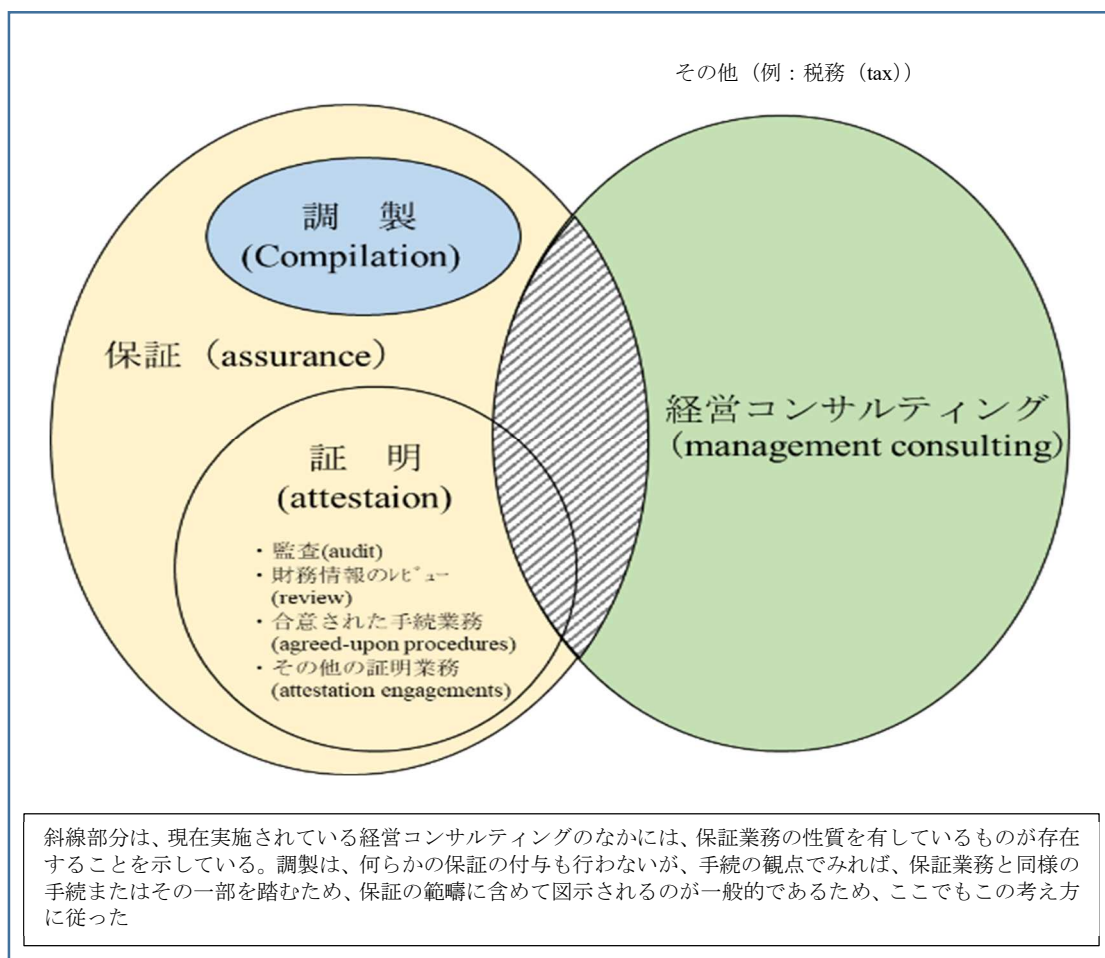 その他（例：税務（tax））
調　製
(Compilation)
保証（assurance）
証　明
(attestaion)
・監査(audit)
・財務情報のﾚﾋﾞｭｰ
(review)
・合意された手続業務
(agreed-upon procedures)
・その他の証明業務
(attestation engagements)
経営コンサルティング
(management consulting)
斜線部分は、現在実施されている経営コンサルティングのなかには、保証業務の性質を有しているものが存在
することを示している。調製は、何らかの保証の付与も行わないが、手続の観点でみれば、保証業務と同様の
手続またはその一部を踏むため、保証の範疇に含めて図示されるのが一般的であるため、ここでもこの考え方
に従った